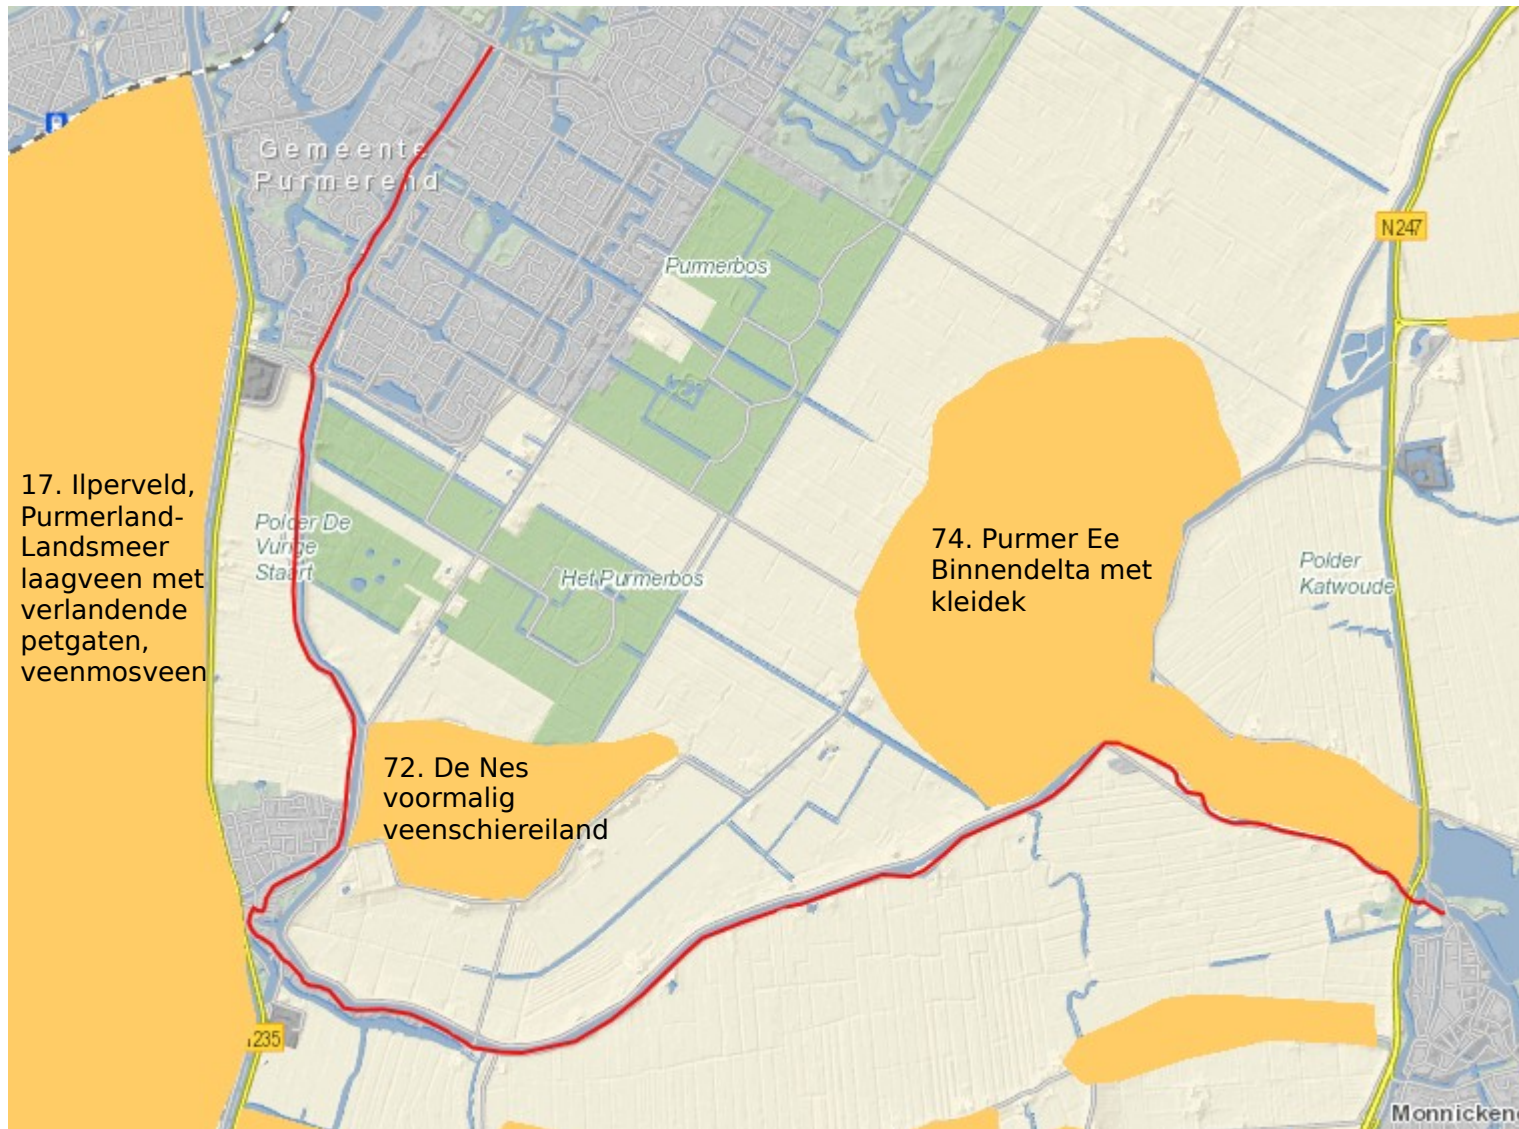 Gemeente
Purmerend
N247
Purmerbos
17. Ilperveld,
Purmerland-
Landsmeer
laagveen met
verlandende
petgaten,
veenmosveen
Polder De
Vurige
Staart
Het Purmerbos
74. Purmer Ee
Binnendelta met
kleidek
Polder
Katwoude
72. De Nes
voormalig
veenschiereiland
235
Monnicken